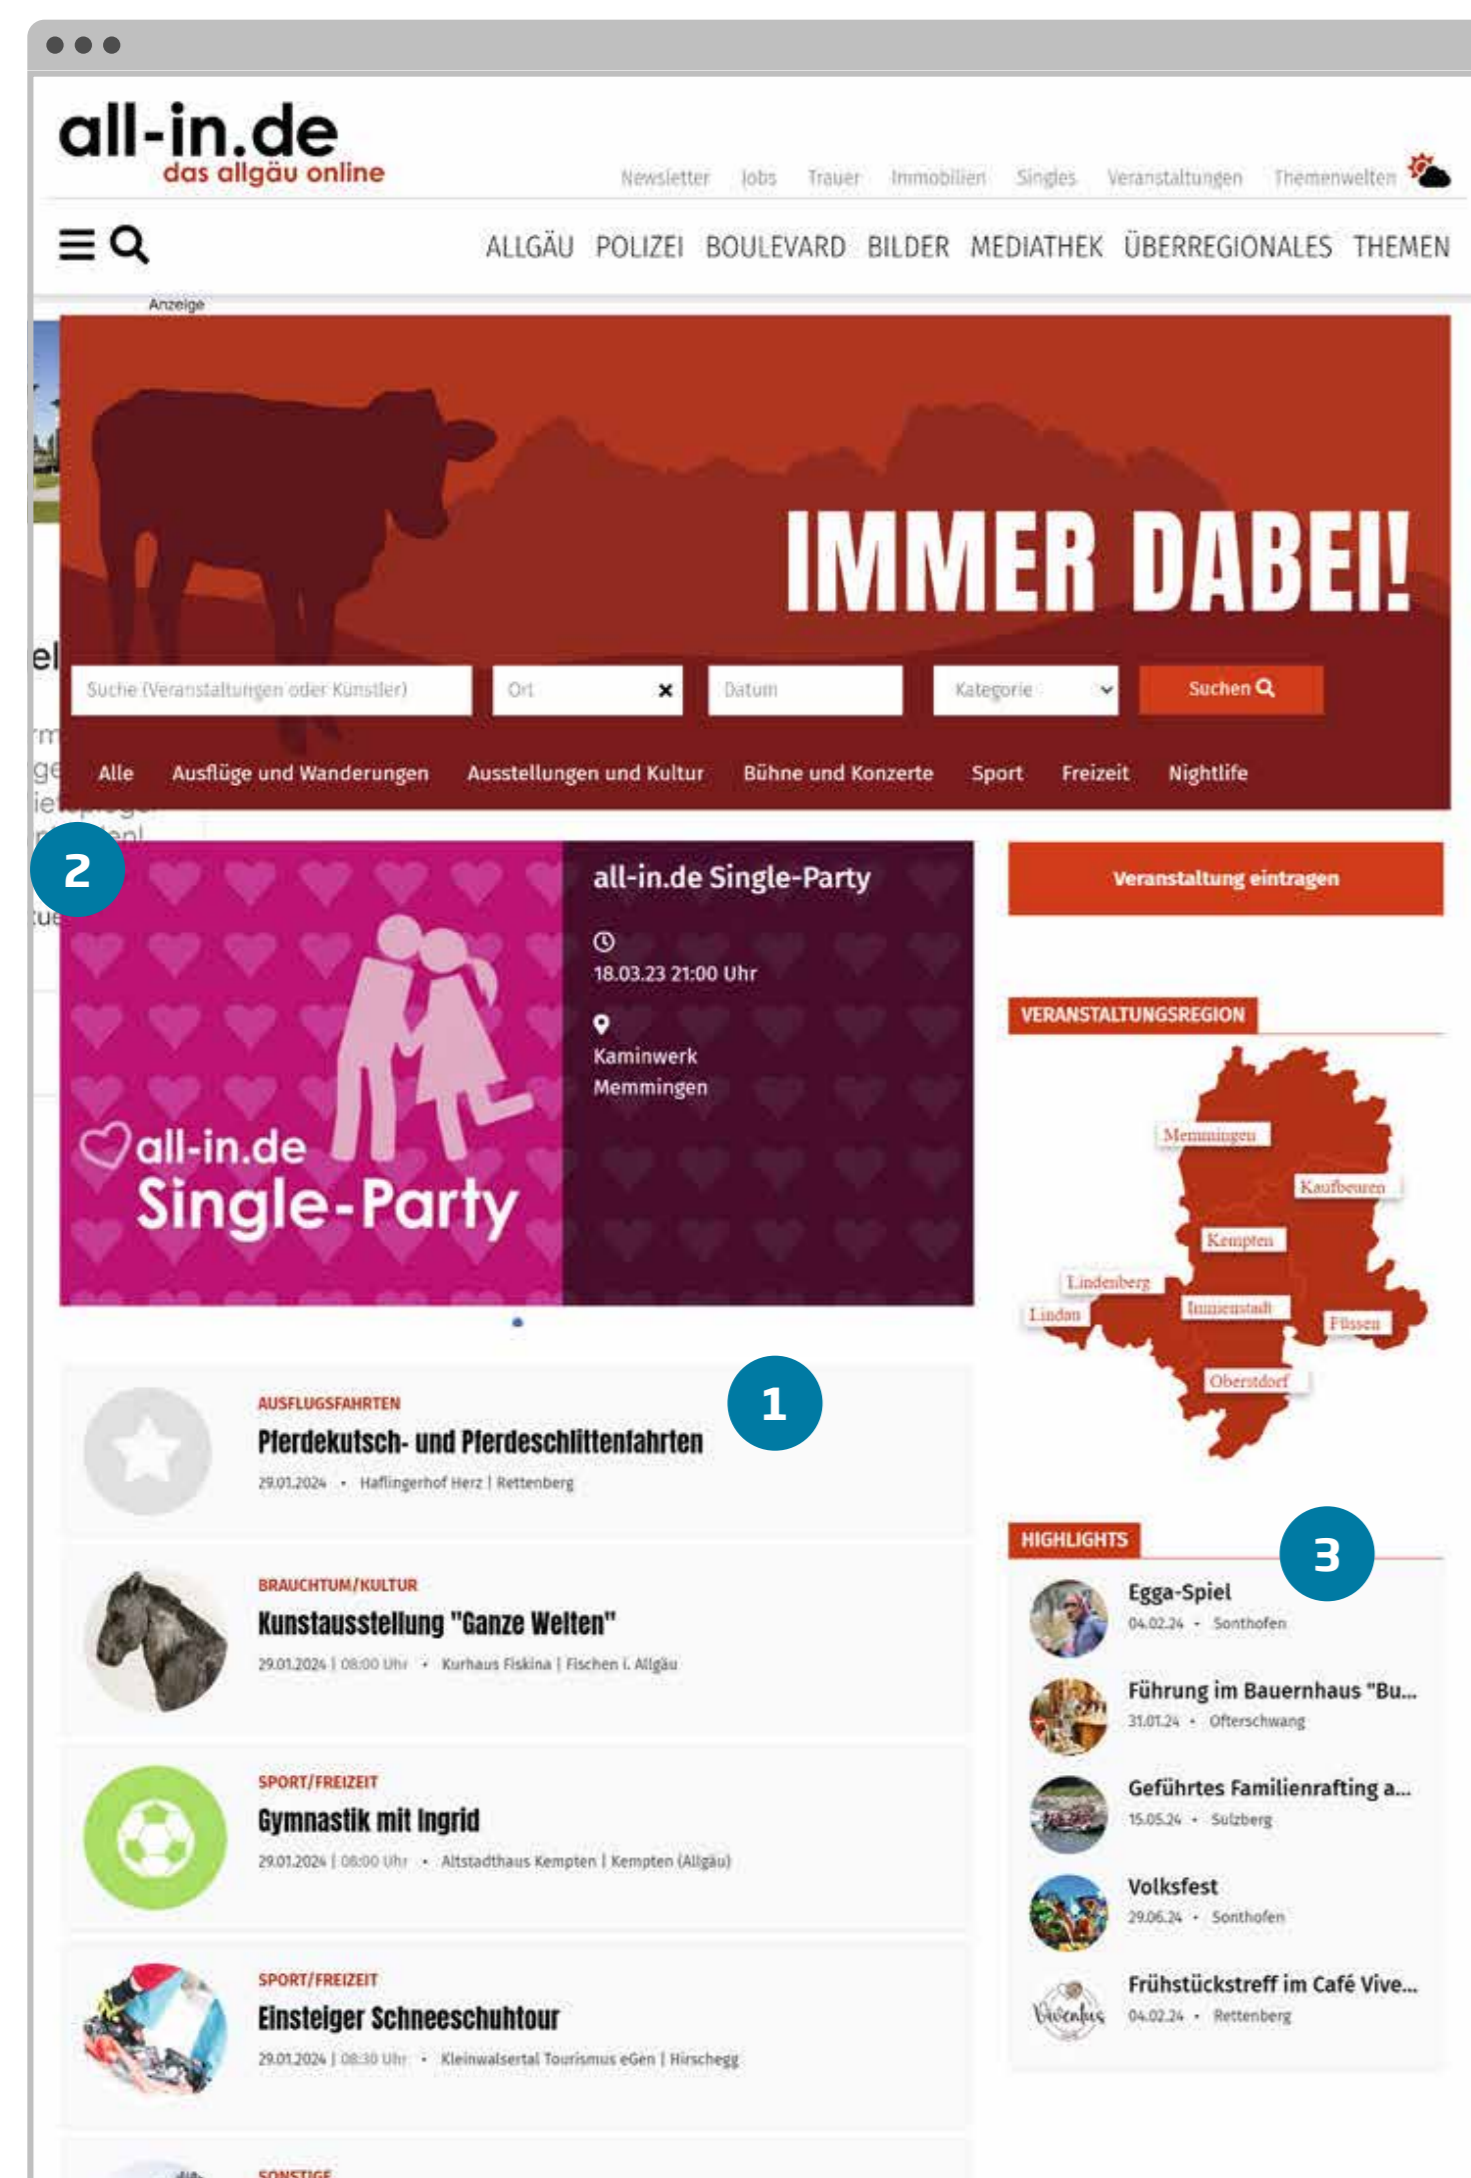 all-in.de
das allgäu online
Newsletter Jobs Trauer Immobilien Singles Veranstaltungen Themenwelten
ALLGÄU POLIZEI BOULEVARD BILDER MEDIATHEK ÜBERREGIONALES THEMEN
Anzeige
IMMER DABEI!
el
Suche (Veranstaltungen oder Künstler) Ort Datum Kategorie Suchen
Alle Ausflüge und Wanderungen Ausstellungen und Kultur Bühne und Konzerte Sport Freizeit Nightlife
2
all-in.de Single-Party
18.03.23 21:00 Uhr
Kaminwerk
Memmingen
all-in.de
Single-Party
Veranstaltung eintragen
VERANSTALTUNGSREGION
Memmingen
Kaufbeuren
Kempten
Lindenberg
Immenstadt
Lindau
Füssen
Oberstdorf
1
AUSFLUGSFAHRTEN
Pferdekutsch- und Pferdeschlittenfahrten
29.01.2024 • Haflingerhof Herz | Rettenberg
BRAUCHTUM/KULTUR
Kunstausstellung "Ganze Welten"
29.01.2024 | 08:00 Uhr • Kurhaus Fiskina | Fischen i. Allgäu
SPORT/FREIZEIT
Gymnastik mit Ingrid
29.01.2024 | 08:00 Uhr • Altstadthaus Kempten | Kempten (Allgäu)
SPORT/FREIZEIT
Einsteiger Schneeschuhtour
29.01.2024 | 08:30 Uhr • Kleinwalsertal Tourismus eGen | Hirschegg
SONSTIGE
HIGHLIGHTS
3
Egga-Spiel
04.02.24 • Sonthofen
Führung im Bauernhaus "Bu...
31.01.24 • Ofterschwang
Geführtes Familienrafting a...
15.05.24 • Sulzberg
Volksfest
29.06.24 • Sonthofen
Frühstückstreff im Café Vive...
04.02.24 • Rettenberg